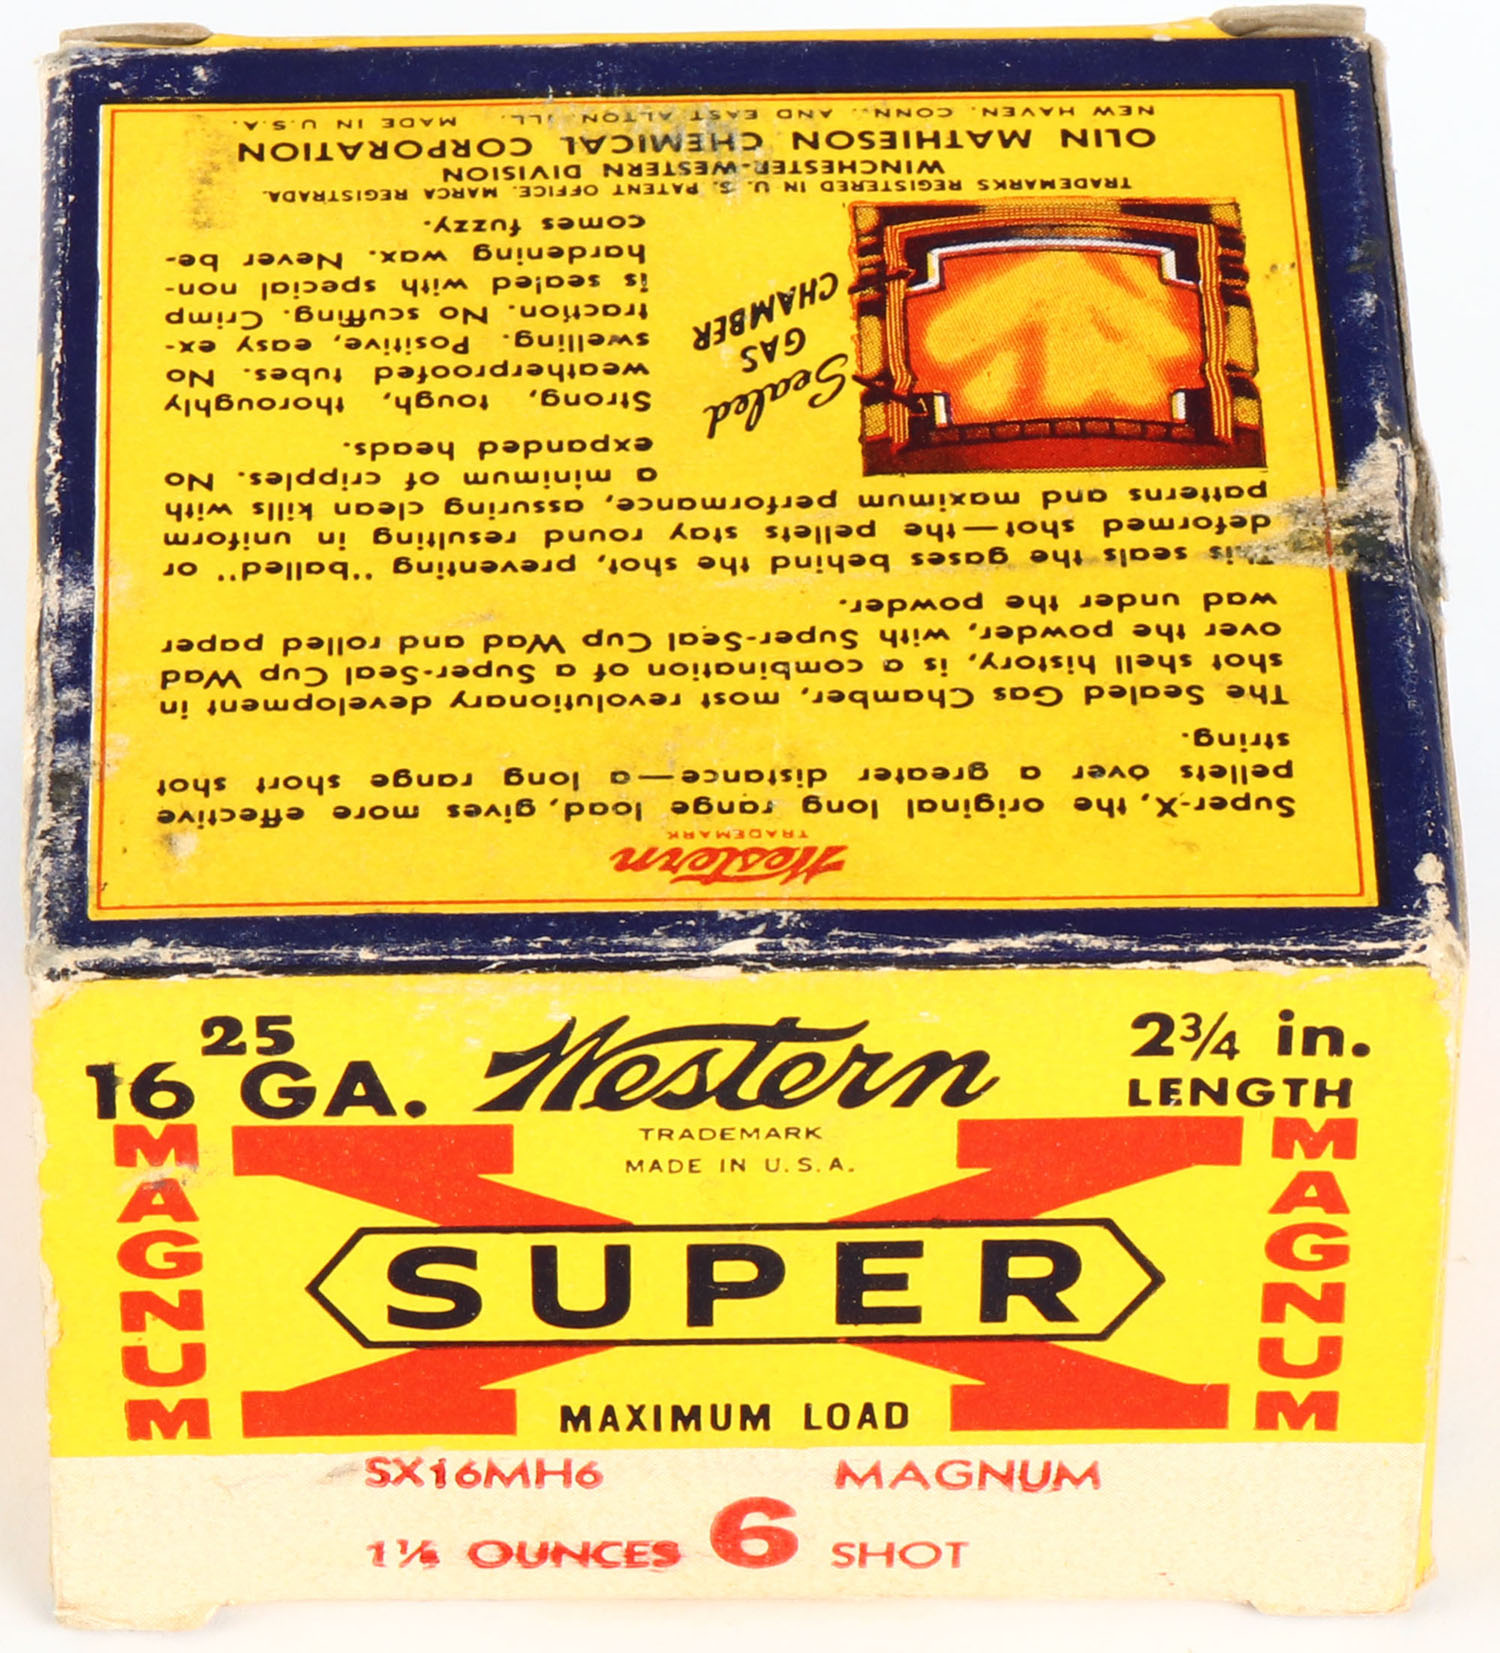 Western
TRADEMARK
Super-X, the original long range load, gives more effective
pellets over a greater distance—a long range short shot
string.
The Sealed Gas Chamber, most revolutionary development in
shot shell history, is a combination of a Super-Seal Cup Wad
over the powder, with Super-Seal Cup Wad and rolled paper
wad under the powder.
This seals the gases behind the shot, preventing "balled" or
deformed shot—the pellets stay round resulting in uniform
patterns and maximum performance, assuring clean kills with
a minimum of cripples. No
expanded heads.
Strong, tough, thoroughly
weatherproofed tubes. No
swelling. Positive, easy ex-
traction. No scuffing. Crimp
is sealed with special non-
hardening wax. Never be-
comes fuzzy.
Sealed
GAS
CHAMBER
TRADEMARKS REGISTERED IN U. S. PATENT OFFICE. MARCA REGISTRADA.
WINCHESTER-WESTERN DIVISION
OLIN MATHIESON CHEMICAL CORPORATION
NEW HAVEN, CONN., AND EAST ALTON, ILL. MADE IN U.S.A.
25
16 GA.
Western
2 3/4 in.
LENGTH
TRADEMARK
MADE IN U.S.A.
MAGNUM
X
SUPER
MAGNUM
MAXIMUM LOAD
SX16MH6 MAGNUM
1 1/8 OUNCES 6 SHOT